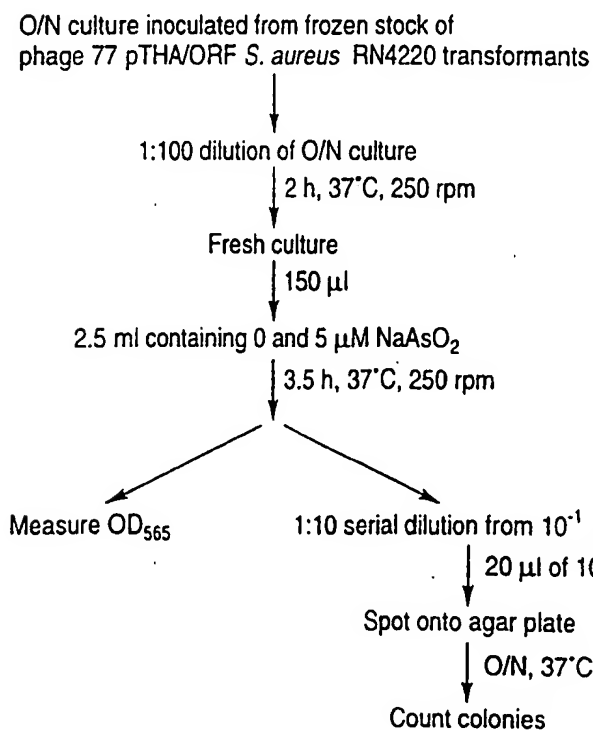 O/N culture inoculated from frozen stock of
phage 77 pTHA/ORF S. aureus RN4220 transformants
1:100 dilution of O/N culture
2 h, 37°C, 250 rpm
Fresh culture
150 µl
2.5 ml containing 0 and 5 µM NaAsO₂
3.5 h, 37°C, 250 rpm
Measure OD₅₆₅
1:10 serial dilution from 10⁻¹
20 µl of
Spot onto agar plate
O/N, 37°C
Count colonies